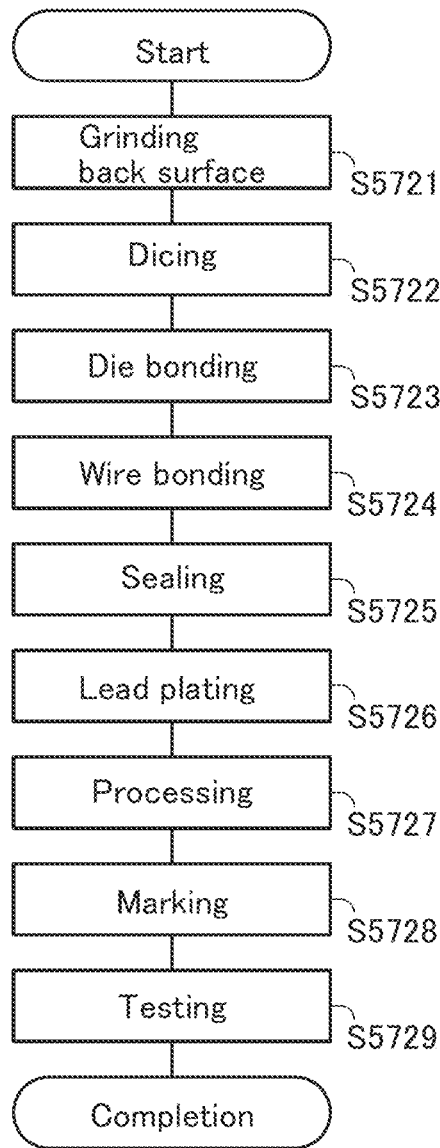 Start
Grinding
back surface
S5721
Dicing
S5722
Die bonding
S5723
Wire bonding
S5724
Sealing
S5725
Lead plating
S5726
Processing
S5727
Marking
S5728
Testing
S5729
Completion